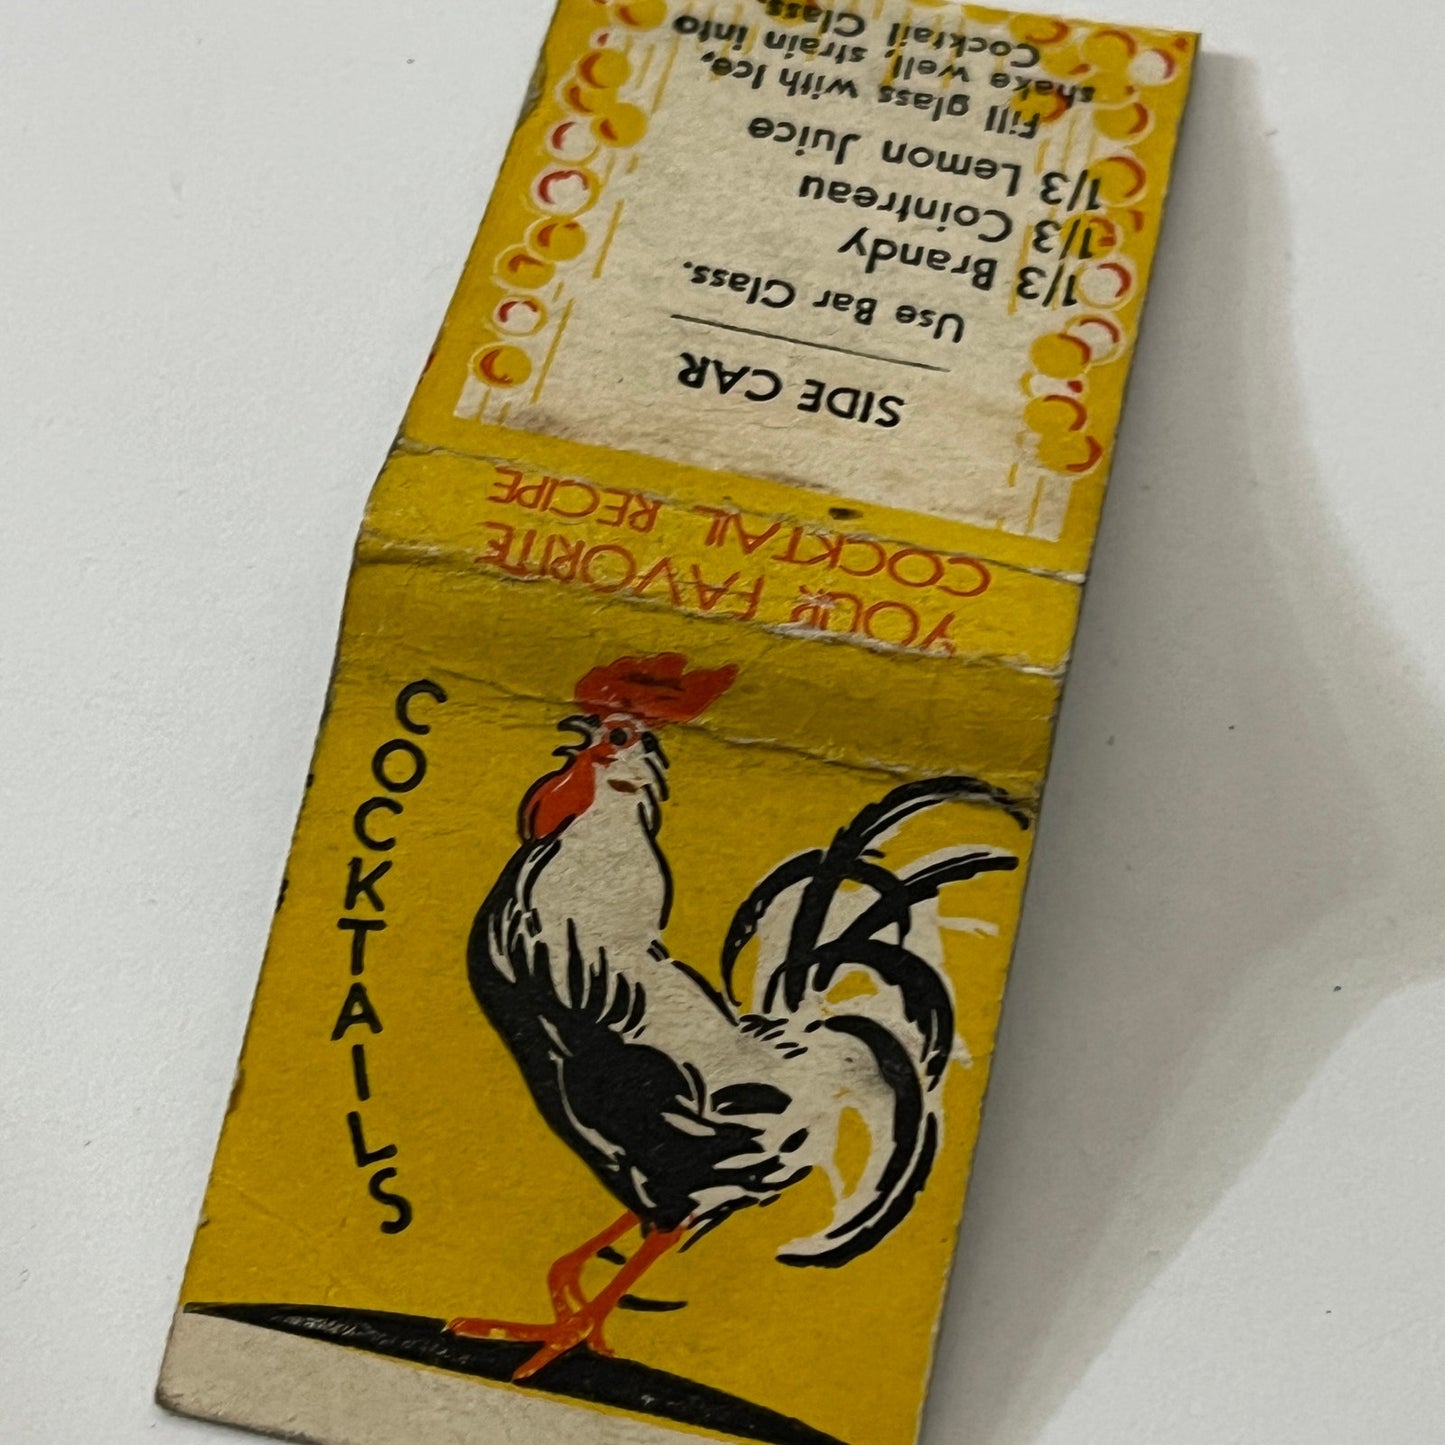 COCKTAILS
YOUR FAVORITE
COCKTAIL RECIPE
SIDE CAR
Use Bar Glass.
1/3 Brandy
1/3 Cointreau
1/3 Lemon Juice
Fill glass with Ice,
shake well, strain into
Cocktail Glass.